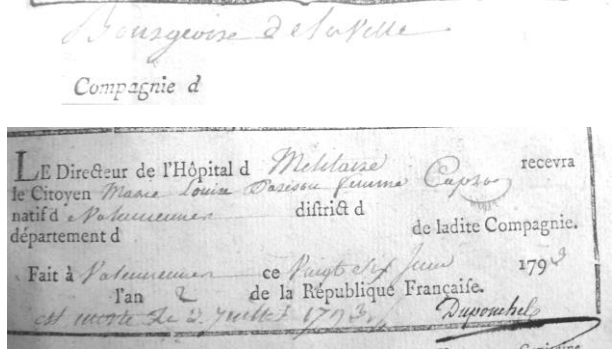 Bourgeoise de la Ville
Compagnie d
LE Directeur de l'Hôpital d Militaire recevra
le Citoyen Marie Louise femme
natif d Valenciennes district d
département d de ladite Compagnie.
Fait à Valenciennes ce Vingt six Juin 1793
l'an 2 de la République Française.
est morte Le 2 Juillet 1793. Duponchel